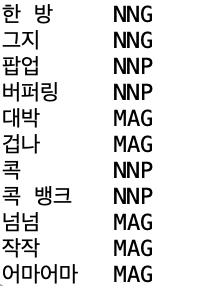 한 방 NNG
그지 NNG
팝업 NNP
버퍼링 NNP
대박 MAG
겁나 MAG
콕 NNP
콕 뱅크 NNP
넘넘 MAG
작작 MAG
어마어마 MAG